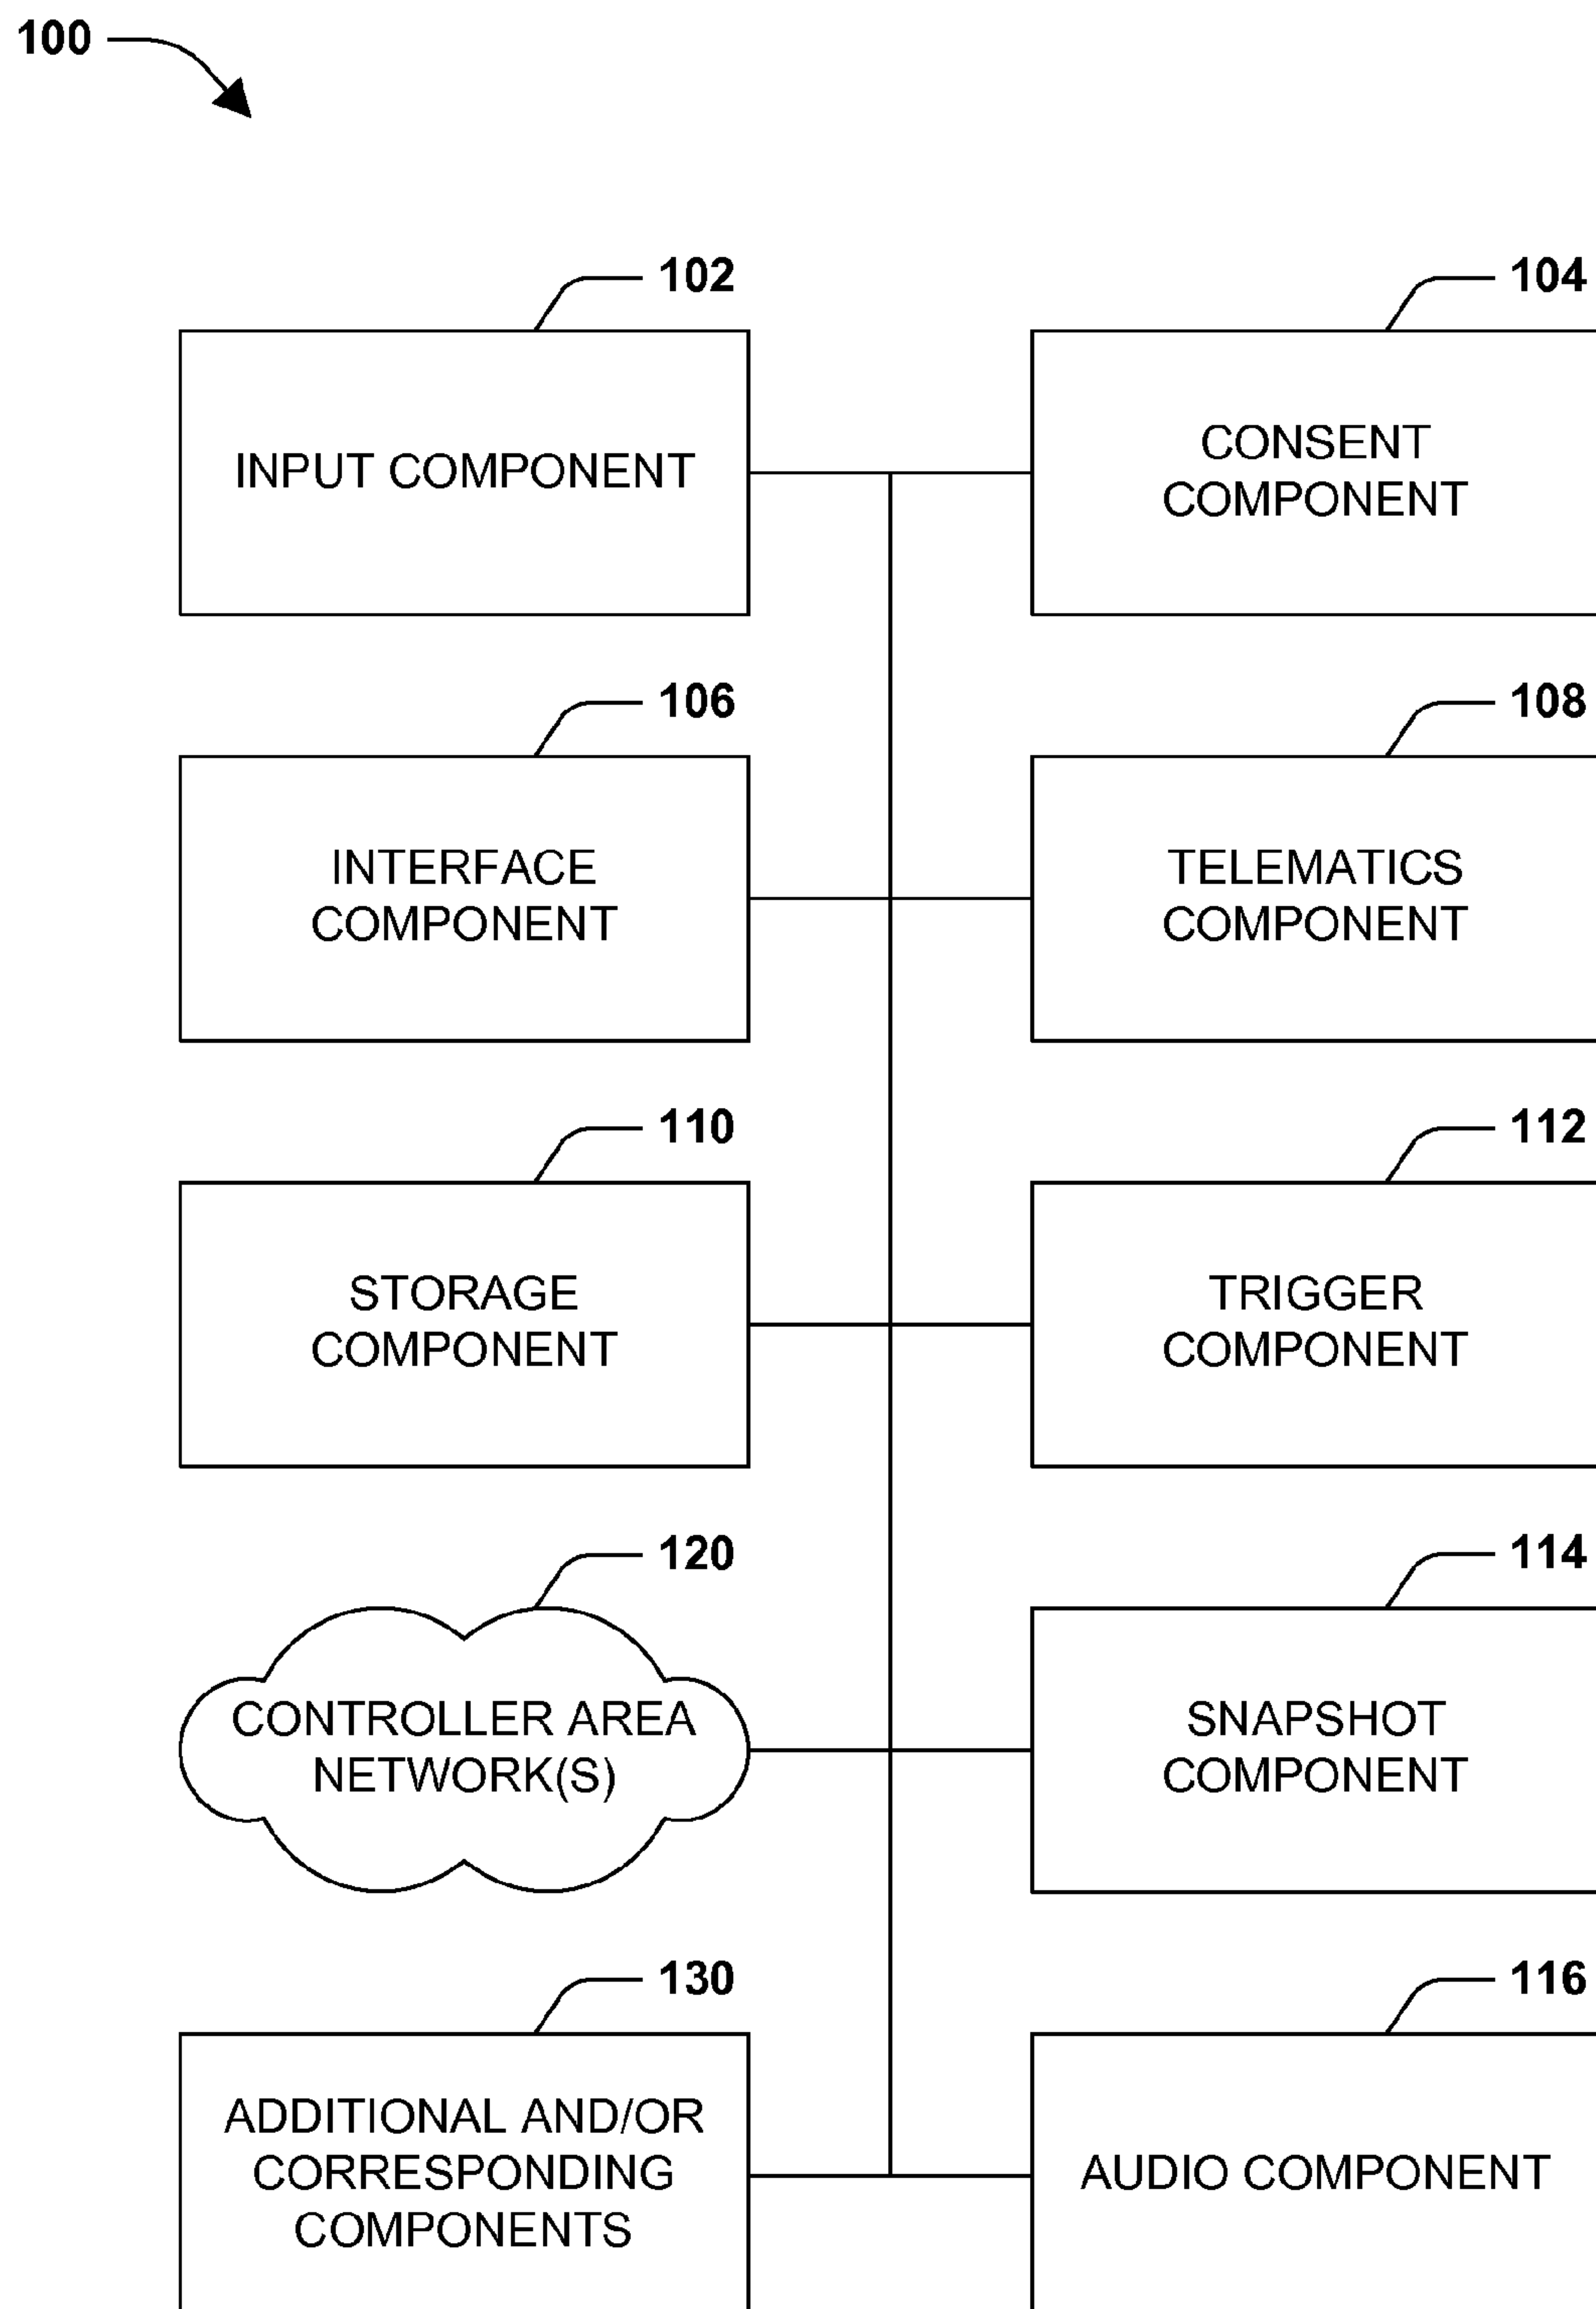 100
102
104
INPUT COMPONENT
CONSENT
COMPONENT
106
108
INTERFACE
COMPONENT
TELEMATICS
COMPONENT
110
112
STORAGE
COMPONENT
TRIGGER
COMPONENT
120
114
CONTROLLER AREA
NETWORK(S)
SNAPSHOT
COMPONENT
130
116
ADDITIONAL AND/OR
CORRESPONDING
COMPONENTS
AUDIO COMPONENT